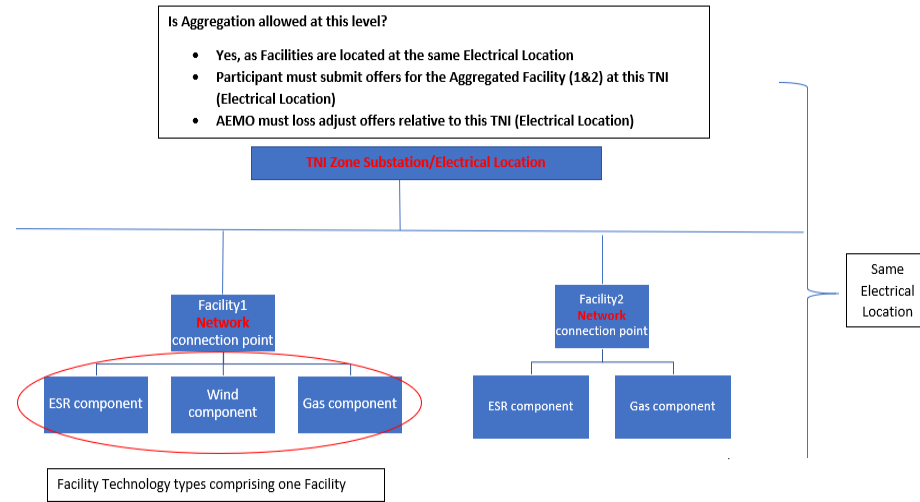 Is Aggregation allowed at this level?
• Yes, as Facilities are located at the same Electrical Location
• Participant must submit offers for the Aggregated Facility (1&2) at this TNI
(Electrical Location)
• AEMO must loss adjust offers relative to this TNI (Electrical Location)
TNI Zone Substation/Electrical Location
Same
Electrical
Location
Facility1
Network
connection point
Facility2
Network
connection point
ESR component
Wind
component
Gas component
ESR component
Gas component
Facility Technology types comprising one Facility